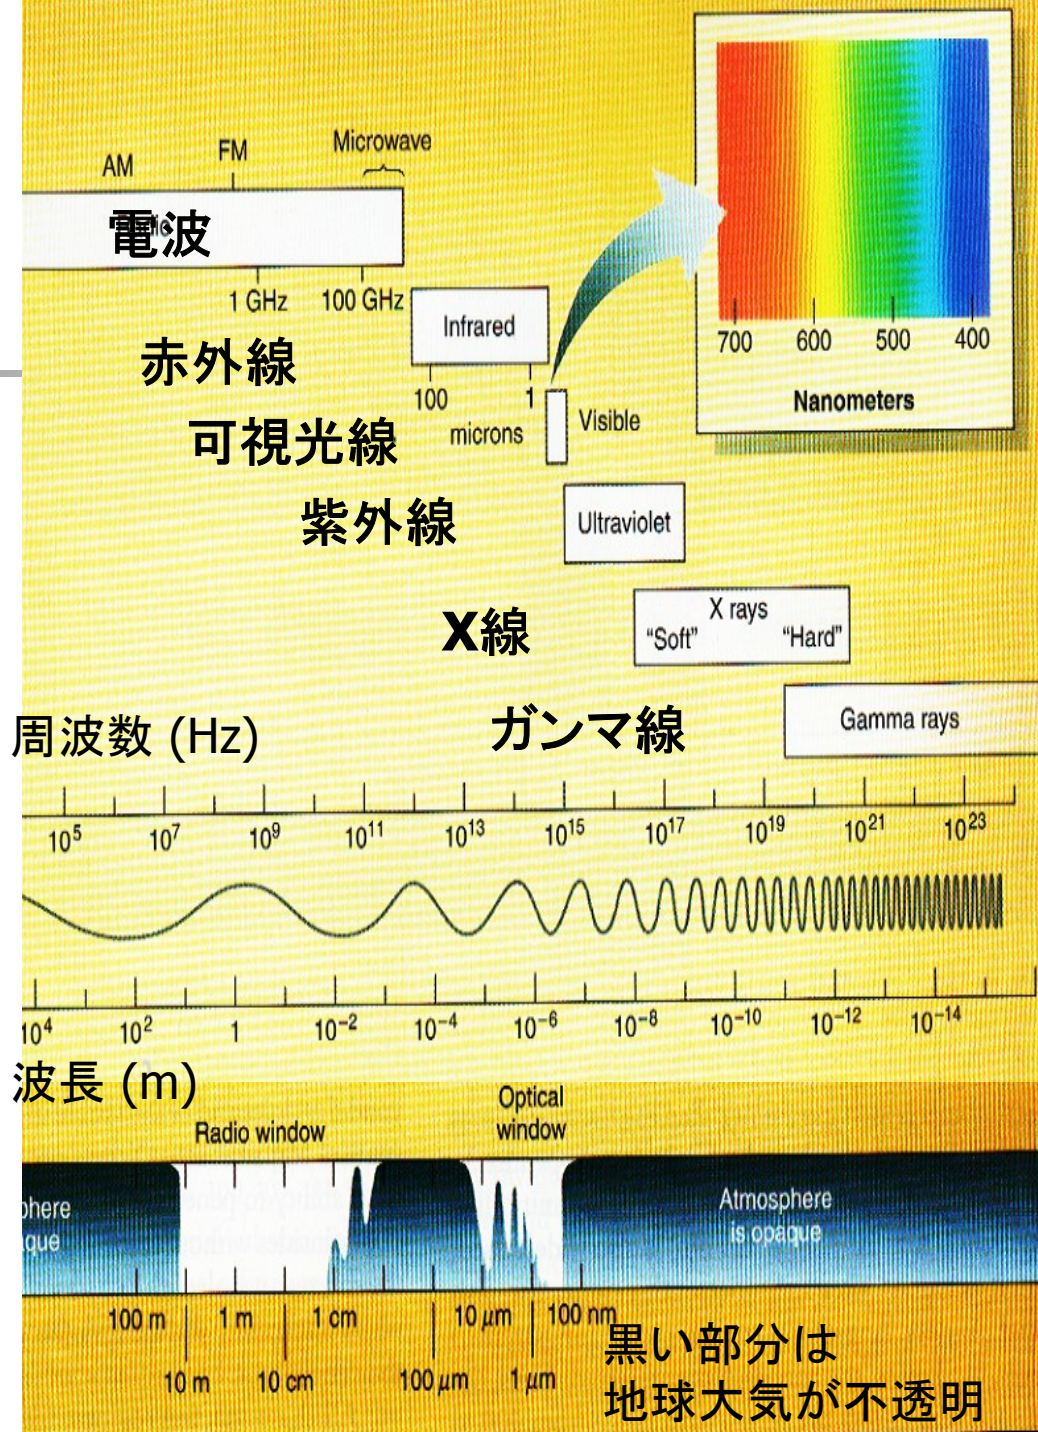 AM
FM
Microwave
電波
1 GHz
100 GHz
Infrared
赤外線
100
1
microns
可視光線
Visible
700
600
500
400
Nanometers
紫外線
Ultraviolet
X線
X rays
“Soft”
“Hard”
ガンマ線
Gamma rays
周波数 (Hz)
10⁵ 10⁷ 10⁹ 10¹¹ 10¹³ 10¹⁵ 10¹⁷ 10¹⁹ 10²¹ 10²³
10⁴ 10² 1 10⁻² 10⁻⁴ 10⁻⁶ 10⁻⁸ 10⁻¹⁰ 10⁻¹² 10⁻¹⁴
波長 (m)
Radio window
Optical
window
phere
que
Atmosphere
is opaque
100 m 1 m 1 cm 10 μm 100 nm
10 m 10 cm 100 μm 1 μm
黒い部分は
地球大気が不透明